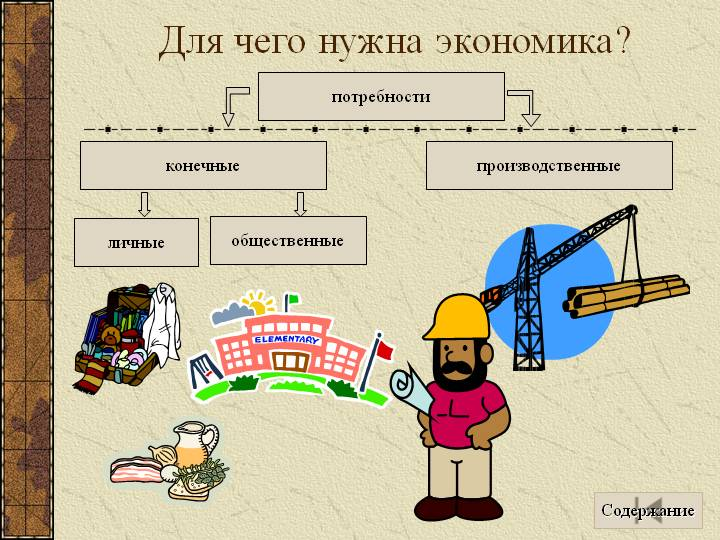 Для чего нужна экономика?
потребности
конечные
производственные
личные
общественные
ELEMENTARY
Содержание